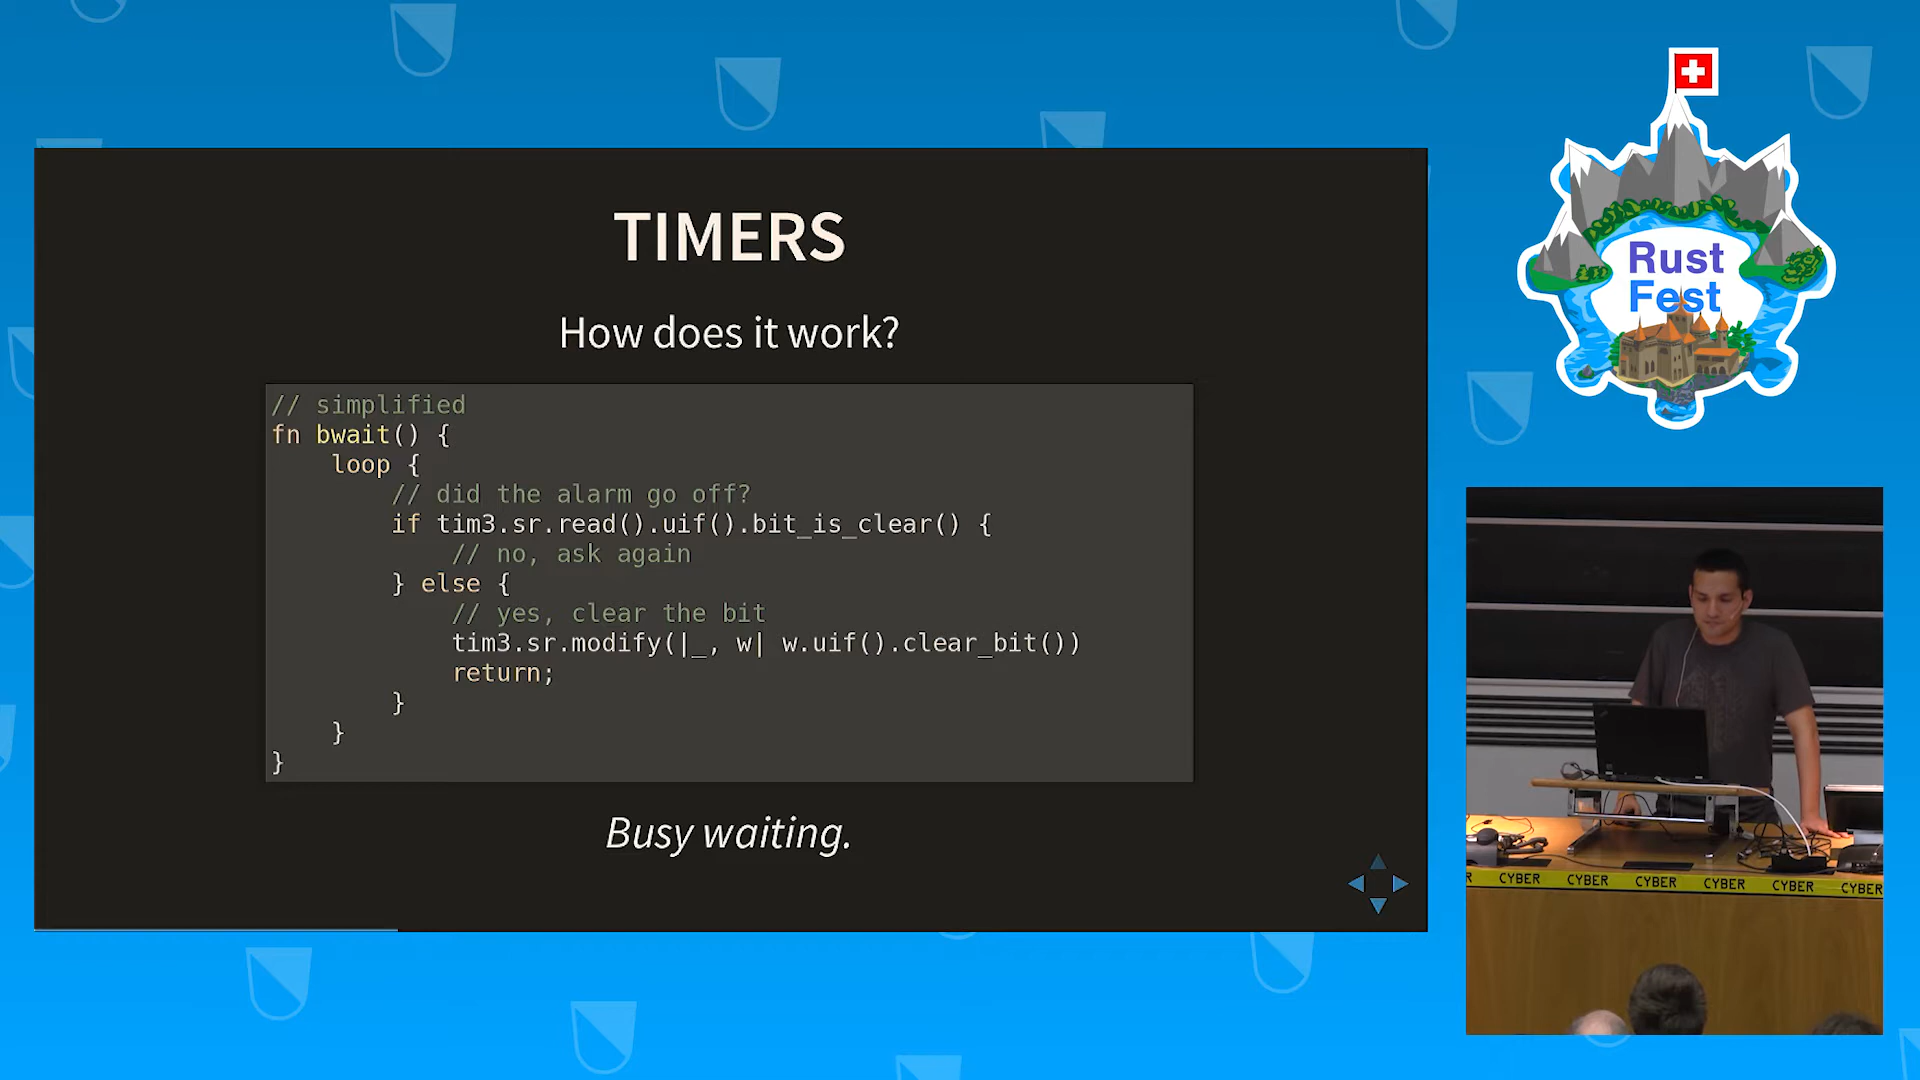 TIMERS
How does it work?
// simplified
fn bwait() {
    loop {
        // did the alarm go off?
        if tim3.sr.read().uif().bit_is_clear() {
            // no, ask again
        } else {
            // yes, clear the bit
            tim3.sr.modify(|_, w| w.uif().clear_bit())
            return;
        }
    }
}
Busy waiting.
Rust
Fest
R CYBER CYBER CYBER CYBER CYBER CYBER